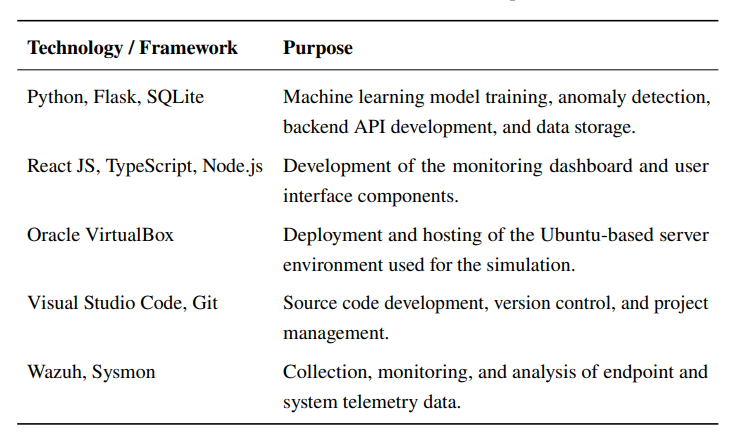 Technology / Framework Purpose
Python, Flask, SQLite Machine learning model training, anomaly detection,
backend API development, and data storage.
React JS, TypeScript, Node.js Development of the monitoring dashboard and user
interface components.
Oracle VirtualBox Deployment and hosting of the Ubuntu-based server
environment used for the simulation.
Visual Studio Code, Git Source code development, version control, and project
management.
Wazuh, Sysmon Collection, monitoring, and analysis of endpoint and
system telemetry data.